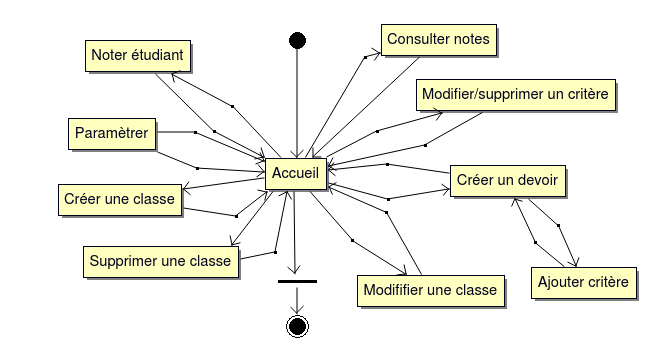 Consulter notes
Noter étudiant
Modifier/supprimer un critère
Paramètrer
Accueil
Créer un devoir
Créer une classe
Supprimer une classe
Modififier une classe
Ajouter critère